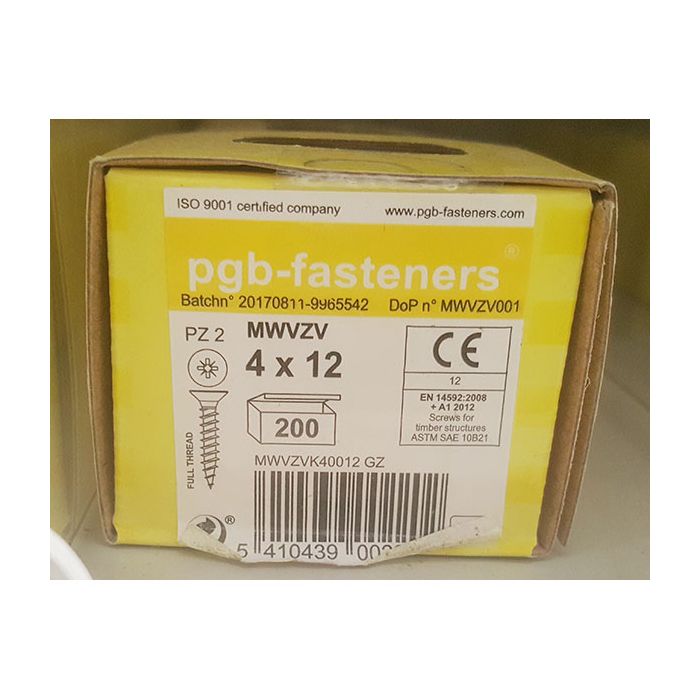 ISO 9001 certified company
www.pgb-fasteners.com
pgb-fasteners®
Batchn° 20170811-9965542
DoP n° MWVZV001
PZ 2
MWVZV
4 x 12
FULL THREAD
200
CE
12
EN 14592:2008
+ A1 2012
Screws for
timber structures
ASTM SAE 10B21
MWVZVK40012 GZ
®
5 410439